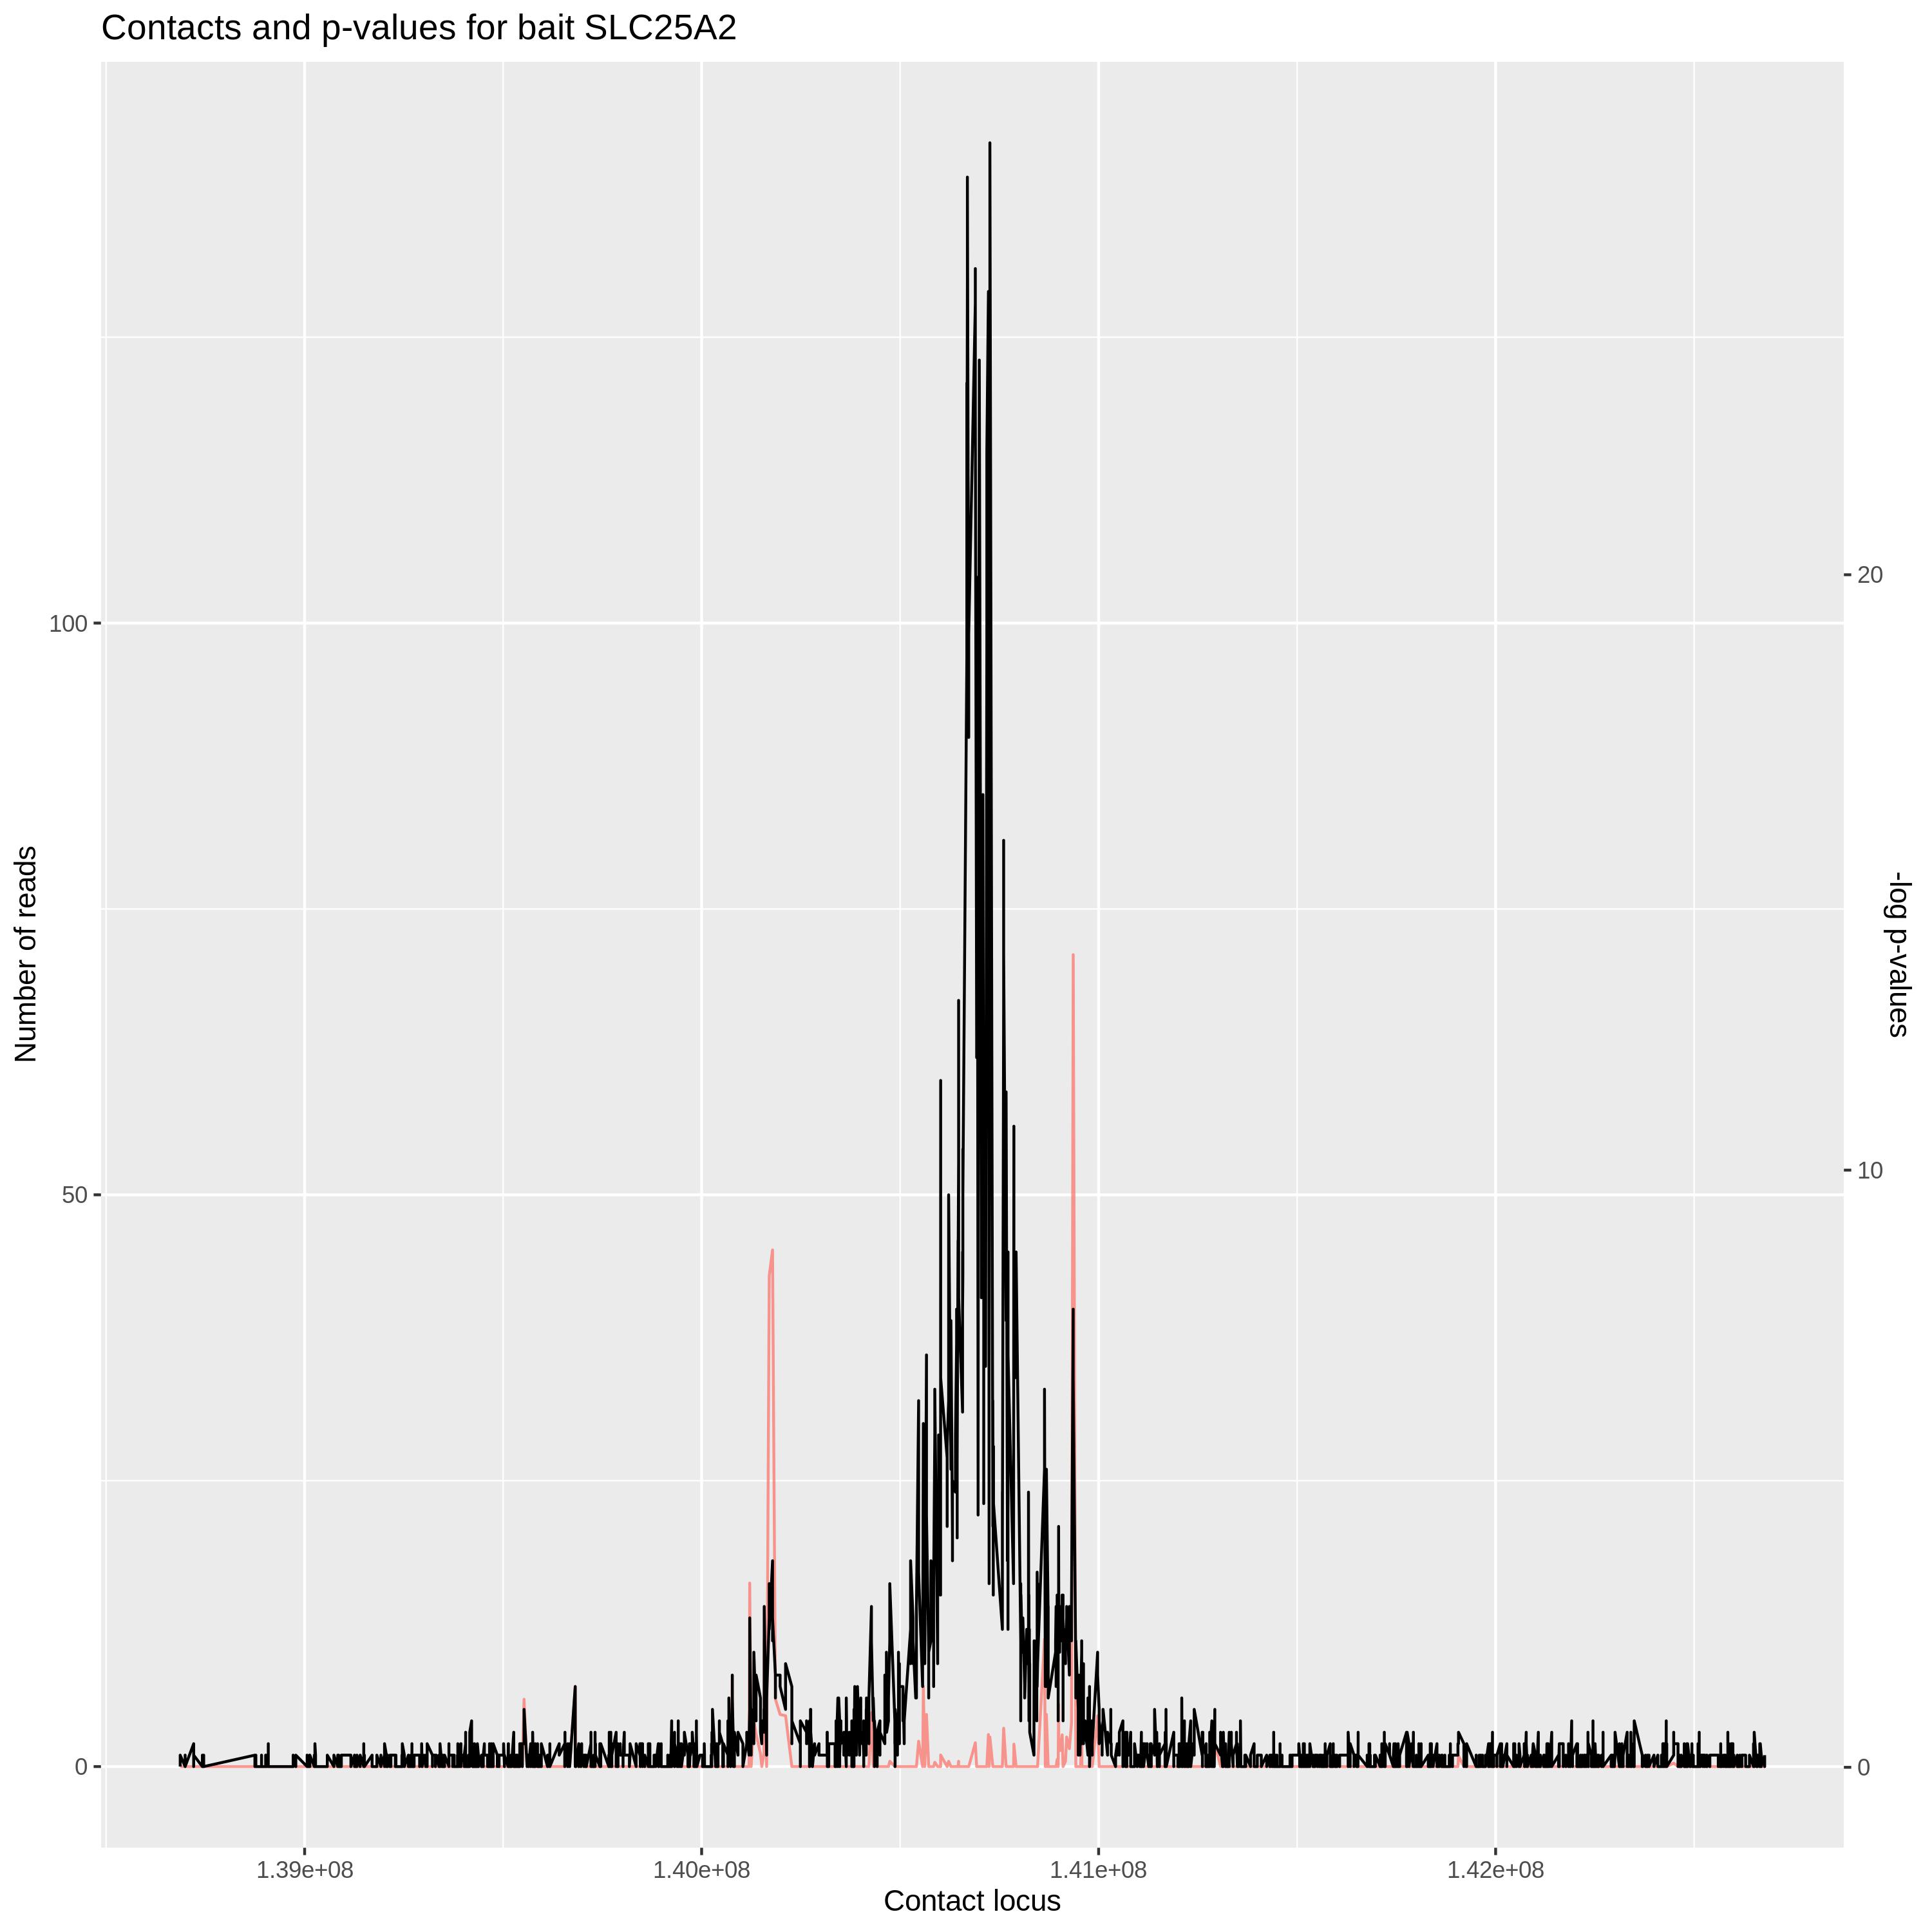 Contacts and p-values for bait SLC25A2
Number of reads
100
50
0
20
10
0
-log p-values
1.39e+08
1.40e+08
1.41e+08
1.42e+08
Contact locus